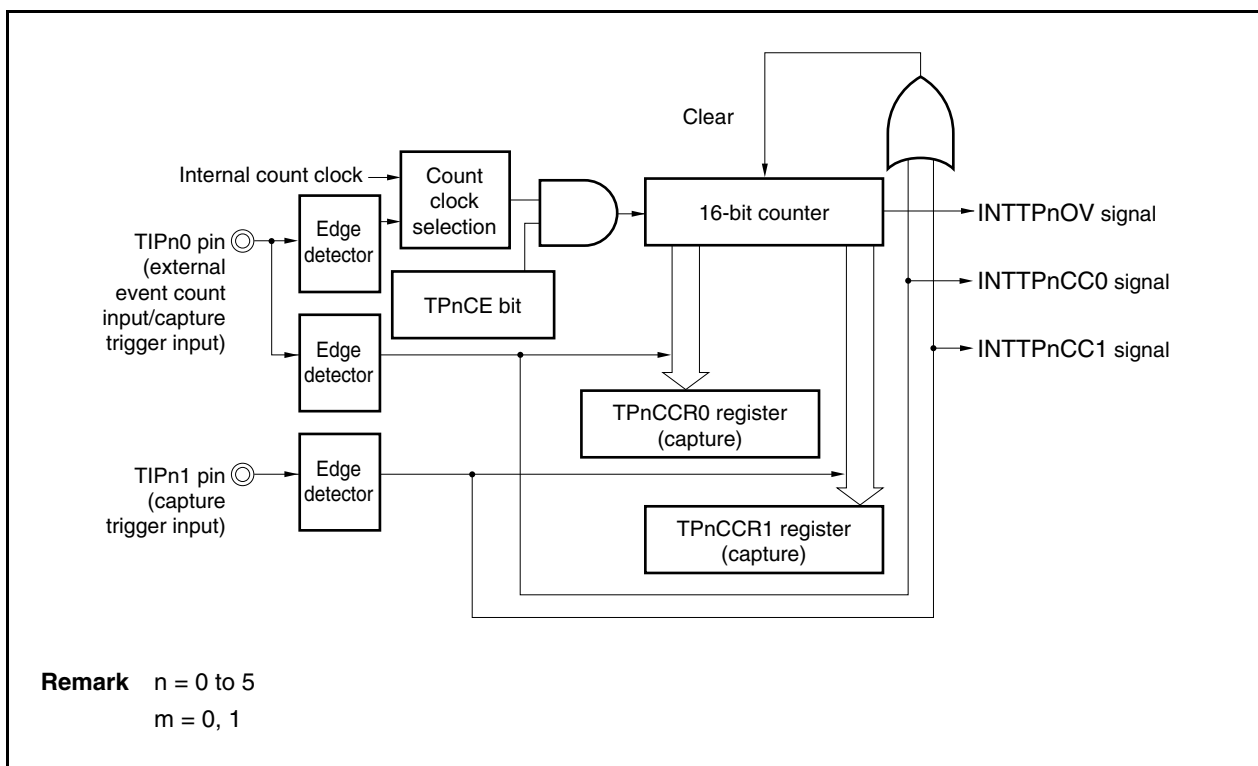 Clear
Internal count clock
Count
clock
selection
16-bit counter
INTTPnOV signal
Edge
detector
TIPn0 pin
(external
event count
input/capture
trigger input)
TPnCE bit
INTTPnCC0 signal
Edge
detector
INTTPnCC1 signal
TPnCCR0 register
(capture)
Edge
detector
TIPn1 pin
(capture
trigger input)
TPnCCR1 register
(capture)
Remark n = 0 to 5
m = 0, 1